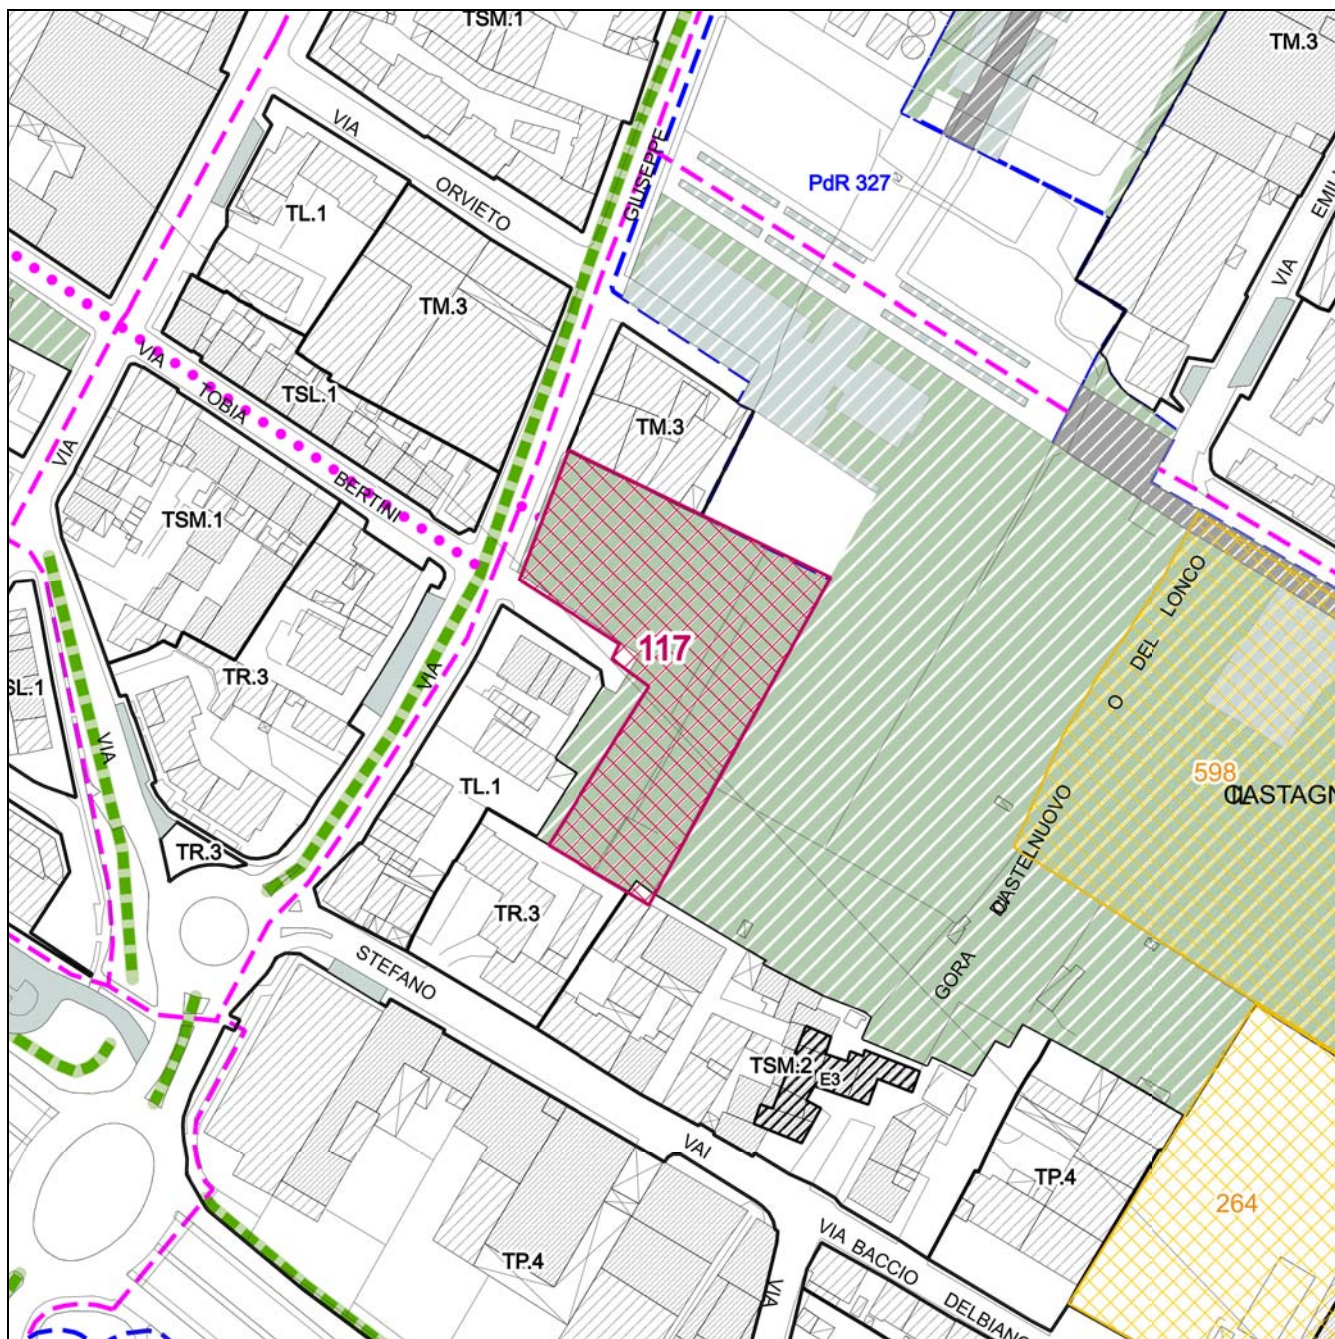 TSM.1
TM.3
VIA
ORVIETO
GIUSEPPE
PdR 327
EMIL
VIA
TL.1
TM.3
VIA
TOBIA
BERTINI
TSL.1
TM.3
VIA
TSM.1
117
O DEL LONCO
TR.3
VIA
SL.1
VIA
TL.1
598
CASTELNUOVO
GORA
TR.3
TR.3
STEFANO
VAI
TSM.2
E3
TP.4
264
TP.4
VIA BACCIO
DELBIANC
VIA